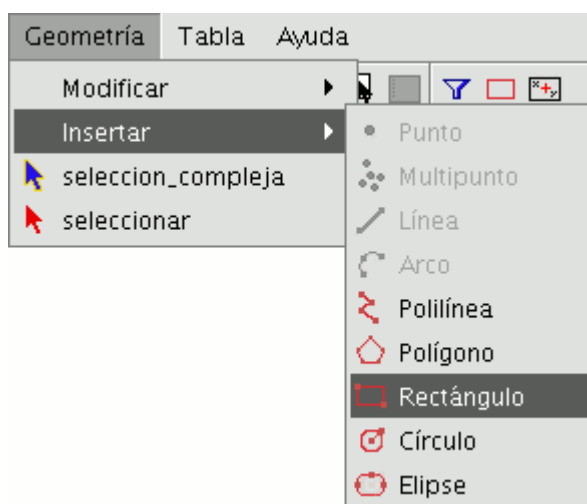 Geometría Tabla Ayuda
Modificar
Insertar
seleccion_compleja
seleccionar
Punto
Multipunto
Línea
Arco
Polilínea
Polígono
Rectángulo
Círculo
Elipse